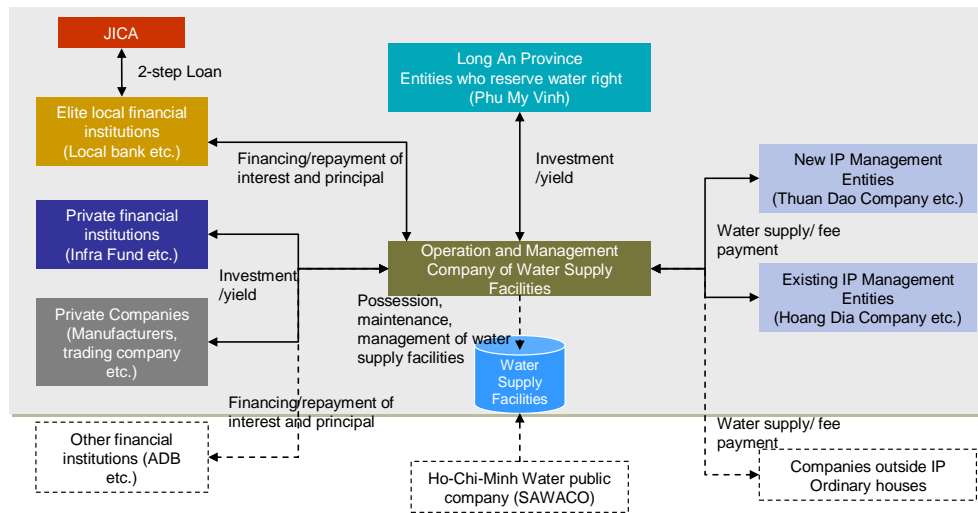 JICA
2-step Loan
Long An Province
Entities who reserve water right
(Phu My Vinh)
Elite local financial
institutions
(Local bank etc.)
Financing/repayment of
interest and principal
Investment
/yield
New IP Management
Entities
(Thuan Dao Company etc.)
Private financial
institutions
(Infra Fund etc.)
Water supply/ fee
payment
Operation and Management
Company of Water Supply
Facilities
Investment
/yield
Existing IP Management
Entities
(Hoang Dia Company etc.)
Private Companies
(Manufacturers,
trading company
etc.)
Possession,
maintenance,
management of water
supply facilities
Water
Supply
Facilities
Financing/repayment of
interest and principal
Water supply/ fee
payment
Other financial
institutions (ADB
etc.)
Ho-Chi-Minh Water public
company (SAWACO)
Companies outside IP
Ordinary houses